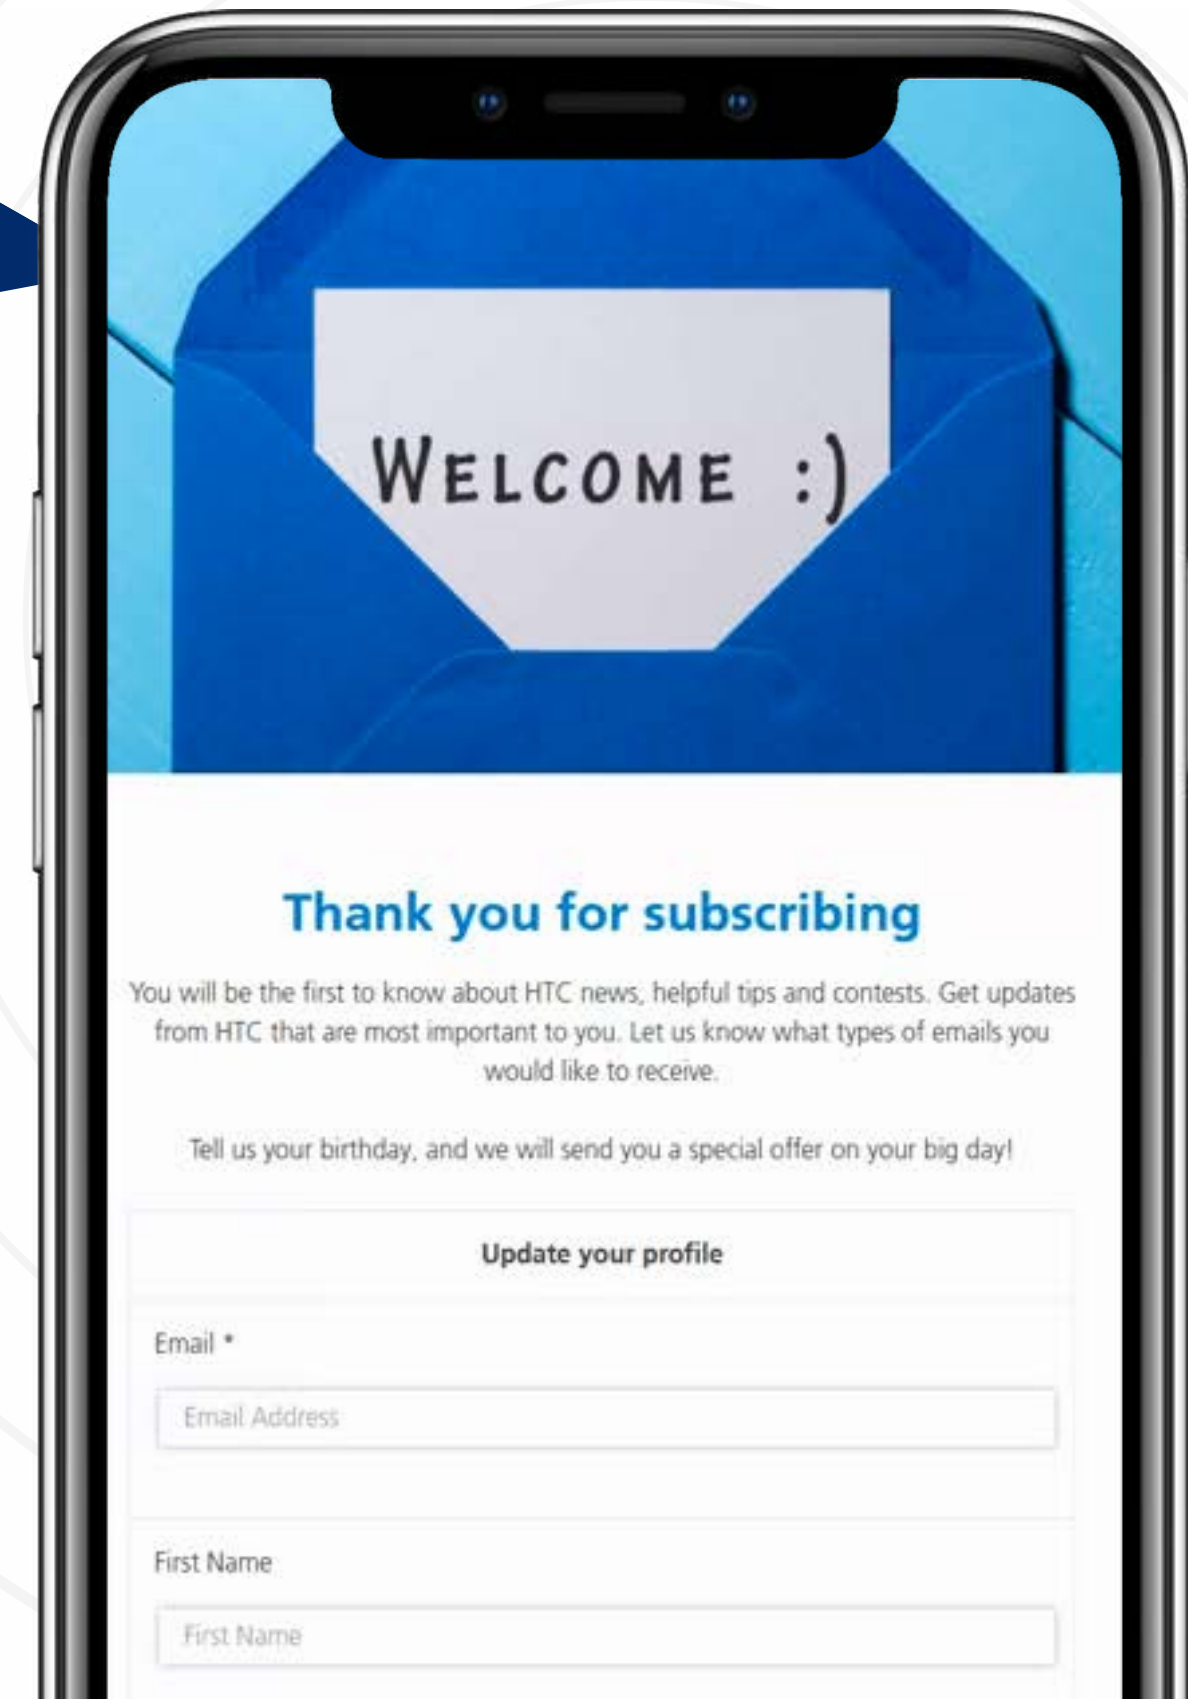 WELCOME :)
Thank you for subscribing
You will be the first to know about HTC news, helpful tips and contests. Get updates
from HTC that are most important to you. Let us know what types of emails you
would like to receive.
Tell us your birthday, and we will send you a special offer on your big day!
Update your profile
Email *
Email Address
First Name
First Name